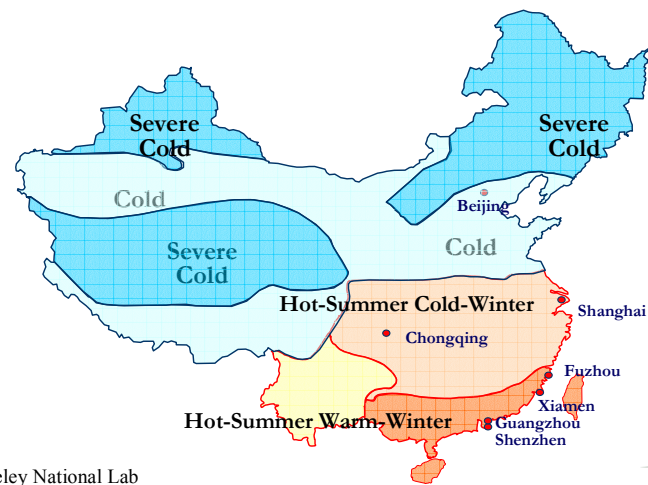 Severe
Cold
Severe
Cold
Cold
Beijing
Severe
Cold
Cold
Hot-Summer Cold-Winter
Shanghai
Chongqing
Fuzhou
Xiamen
Hot-Summer Warm-Winter
Guangzhou
Shenzhen
eley National Lab